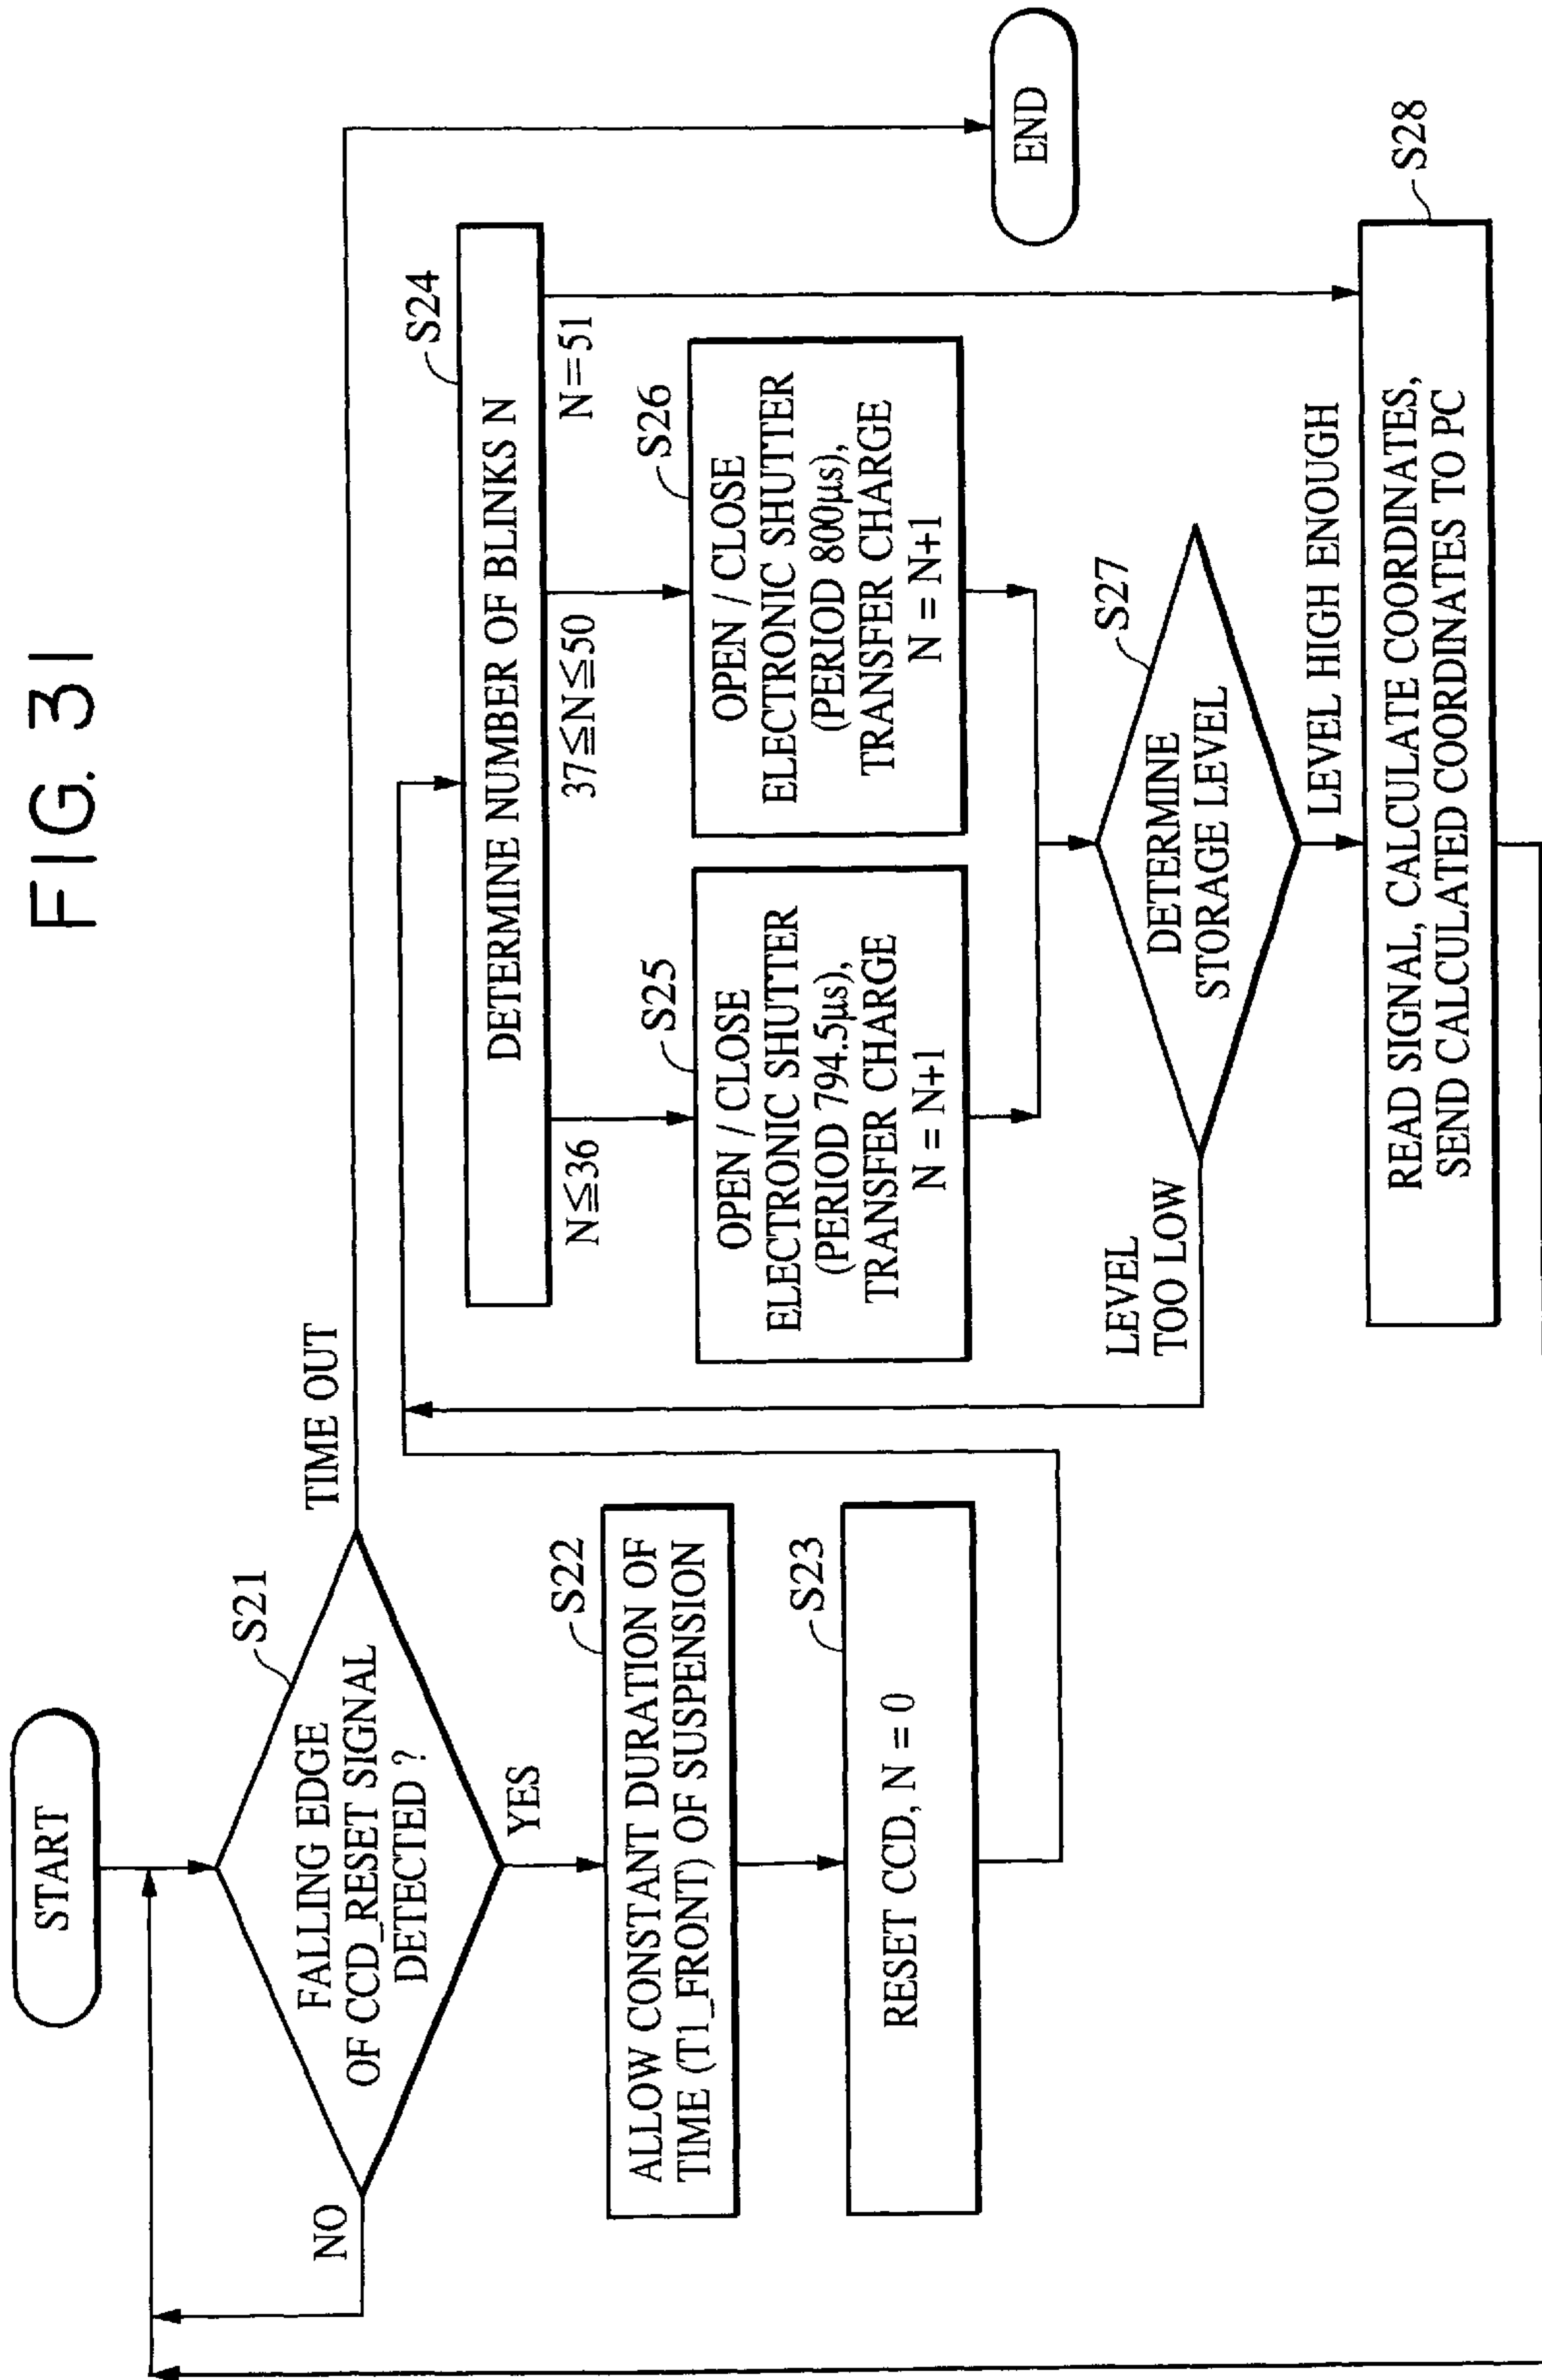 FIG. 31
START
S21
FALLING EDGE
OF CCD_RESET SIGNAL
DETECTED ?
NO
TIME OUT
YES
S22
ALLOW CONSTANT DURATION OF
TIME (T1_FRONT) OF SUSPENSION
S23
RESET CCD, N = 0
S24
DETERMINE NUMBER OF BLINKS N
N≦36
37≦N≦50
N=51
S25
OPEN / CLOSE
ELECTRONIC SHUTTER
(PERIOD 794.5μs),
TRANSFER CHARGE
N = N+1
S26
OPEN / CLOSE
ELECTRONIC SHUTTER
(PERIOD 800μs),
TRANSFER CHARGE
N = N+1
S27
DETERMINE
STORAGE LEVEL
LEVEL
TOO LOW
LEVEL HIGH ENOUGH
S28
READ SIGNAL, CALCULATE COORDINATES,
SEND CALCULATED COORDINATES TO PC
END